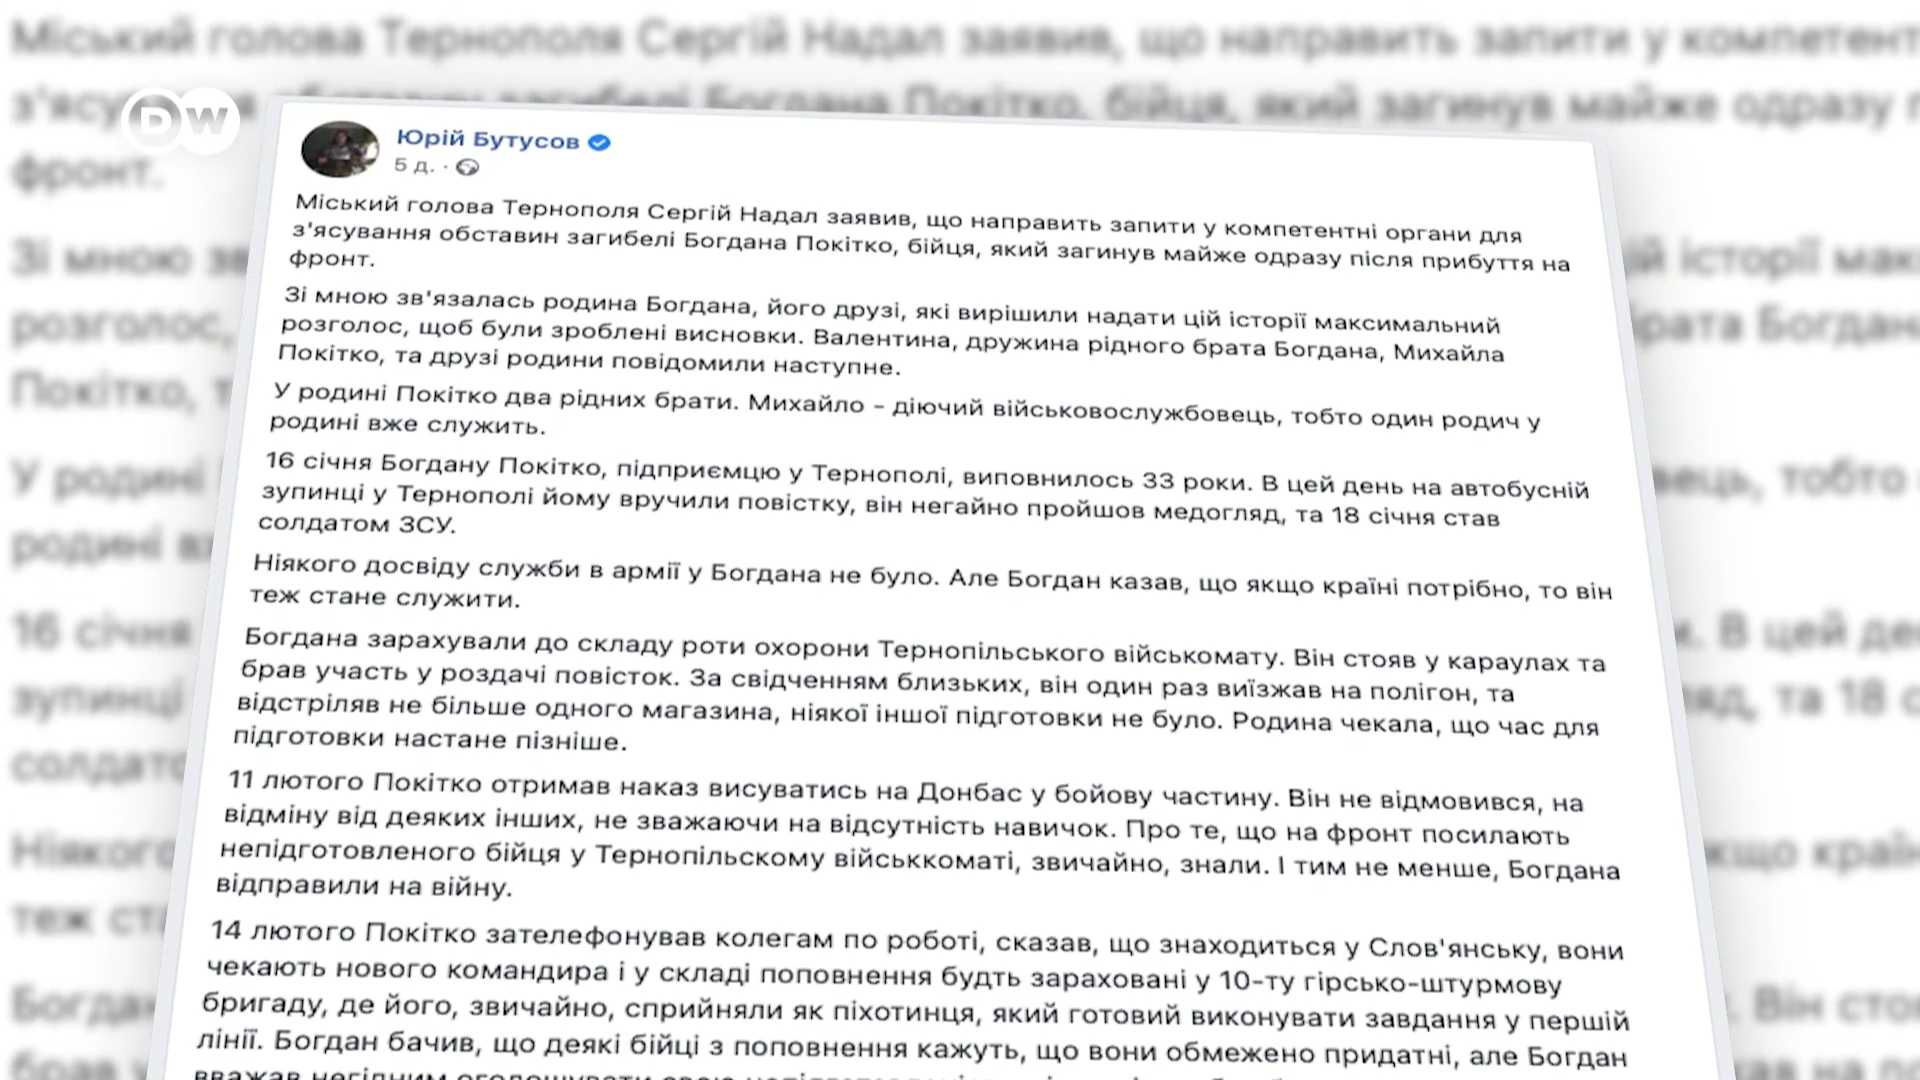 DW
Юрій Бутусов
5 д. ·
Міський голова Тернополя Сергій Надал заявив, що направить запити у компетентні органи для
з'ясування обставин загибелі Богдана Покітко, бійця, який загинув майже одразу після прибуття на
фронт.
Зі мною зв'язалась родина Богдана, його друзі, які вирішили надати цій історії максимальний
розголос, щоб були зроблені висновки. Валентина, дружина рідного брата Богдана, Михайла
Покітко, та друзі родини повідомили наступне.
У родині Покітко два рідних брати. Михайло – діючий військовослужбовець, тобто один родич у
родині вже служить.
16 січня Богдану Покітко, підприємцю у Тернополі, виповнилось 33 роки. В цей день на автобусній
зупинці у Тернополі йому вручили повістку, він негайно пройшов медогляд, та 18 січня став
солдатом ЗСУ.
Ніякого досвіду служби в армії у Богдана не було. Але Богдан казав, що якщо країні потрібно, то він
теж стане служити.
Богдана зарахували до складу роти охорони Тернопільського військомату. Він стояв у караулах та
брав участь у роздачі повісток. За свідченням близьких, він один раз виїзжав на полігон, та
відстріляв не більше одного магазина, ніякої іншої підготовки не було. Родина чекала, що час для
підготовки настане пізніше.
11 лютого Покітко отримав наказ висуватись на Донбас у бойову частину. Він не відмовився, на
відміну від деяких інших, не зважаючи на відсутність навичок. Про те, що на фронт посилають
непідготовленого бійця у Тернопільскому військкоматі, звичайно, знали. І тим не менше, Богдана
відправили на війну.
14 лютого Покітко зателефонував колегам по роботі, сказав, що знаходиться у Слов'янську, вони
чекають нового командира і у складі поповнення будть зараховані у 10-ту гірсько-штурмову
бригаду, де його, звичайно, сприйняли як піхотинця, який готовий виконувати завдання у першій
лінії. Богдан бачив, що деякі бійці з поповнення кажуть, що вони обмежено придатні, але Богдан
вважав негідним